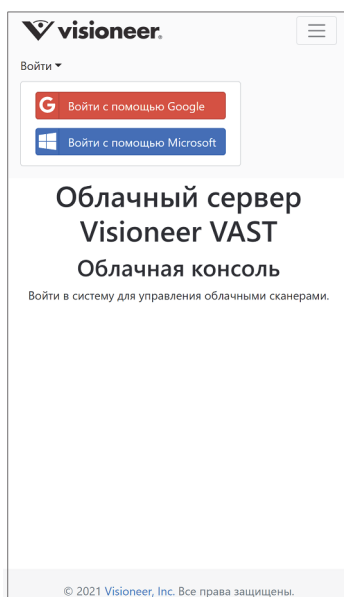 visioneer.
Войти
Войти с помощью Google
Войти с помощью Microsoft
Облачный сервер
Visioneer VAST
Облачная консоль
Войти в систему для управления облачными сканерами.
© 2021 Visioneer, Inc. Все права защищены.